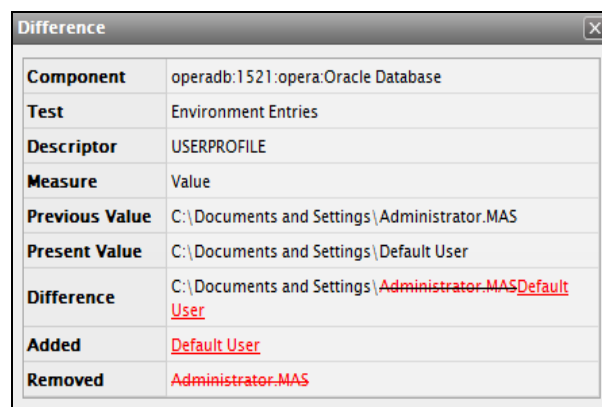 Difference
Component operadb:1521:opera:Oracle Database
Test Environment Entries
Descriptor USERPROFILE
Measure Value
Previous Value C:\Documents and Settings\Administrator.MAS
Present Value C:\Documents and Settings\Default User
Difference C:\Documents and Settings\Administrator.MASDefault
User
Added Default User
Removed Administrator.MAS